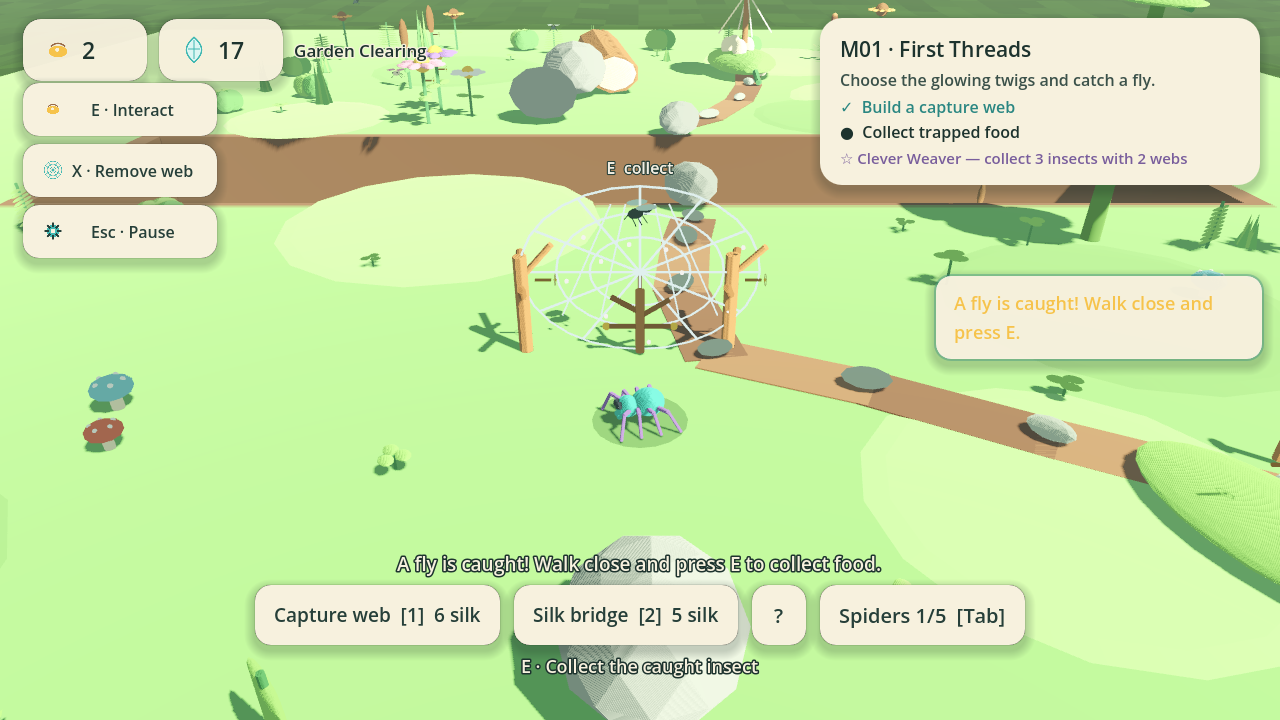 2
17
Garden Clearing
E · Interact
X · Remove web
Esc · Pause
M01 · First Threads
Choose the glowing twigs and catch a fly.
✓ Build a capture web
● Collect trapped food
☆ Clever Weaver — collect 3 insects with 2 webs
E collect
A fly is caught! Walk close and
press E.
A fly is caught! Walk close and press E to collect food.
Capture web [1] 6 silk
Silk bridge [2] 5 silk
?
Spiders 1/5 [Tab]
E · Collect the caught insect